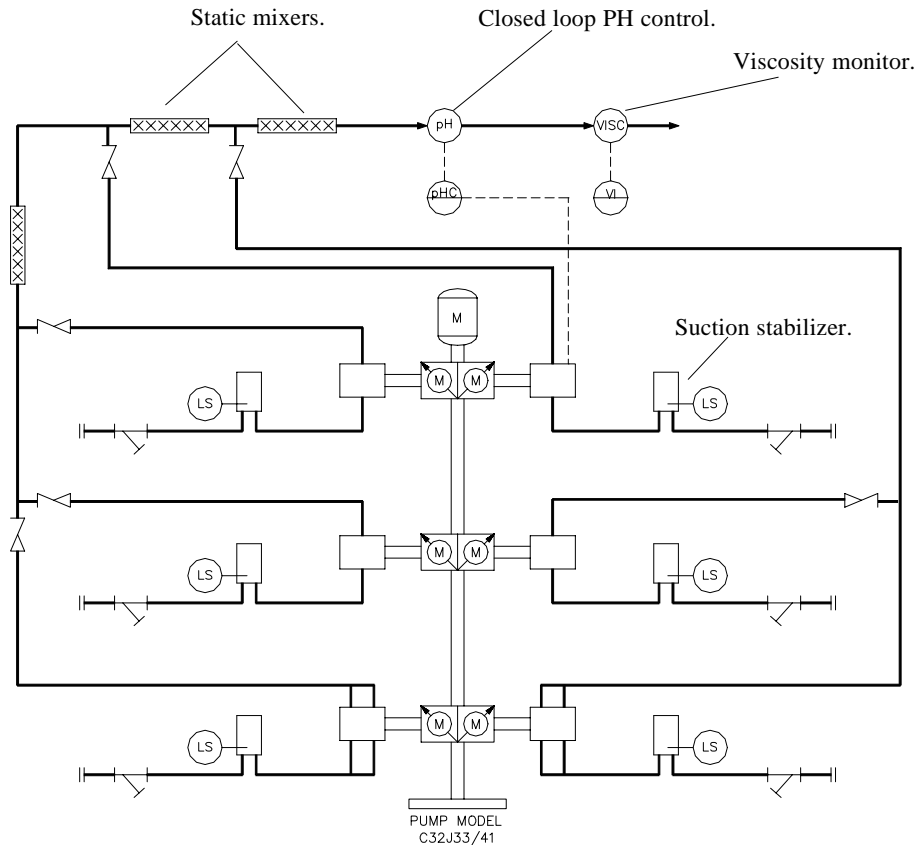 Static mixers.
Closed loop PH control.
Viscosity monitor.
pH
VISC
pHC
VI
M
Suction stabilizer.
M
M
LS
LS
M
M
LS
LS
M
M
LS
LS
PUMP MODEL
C32J33/41